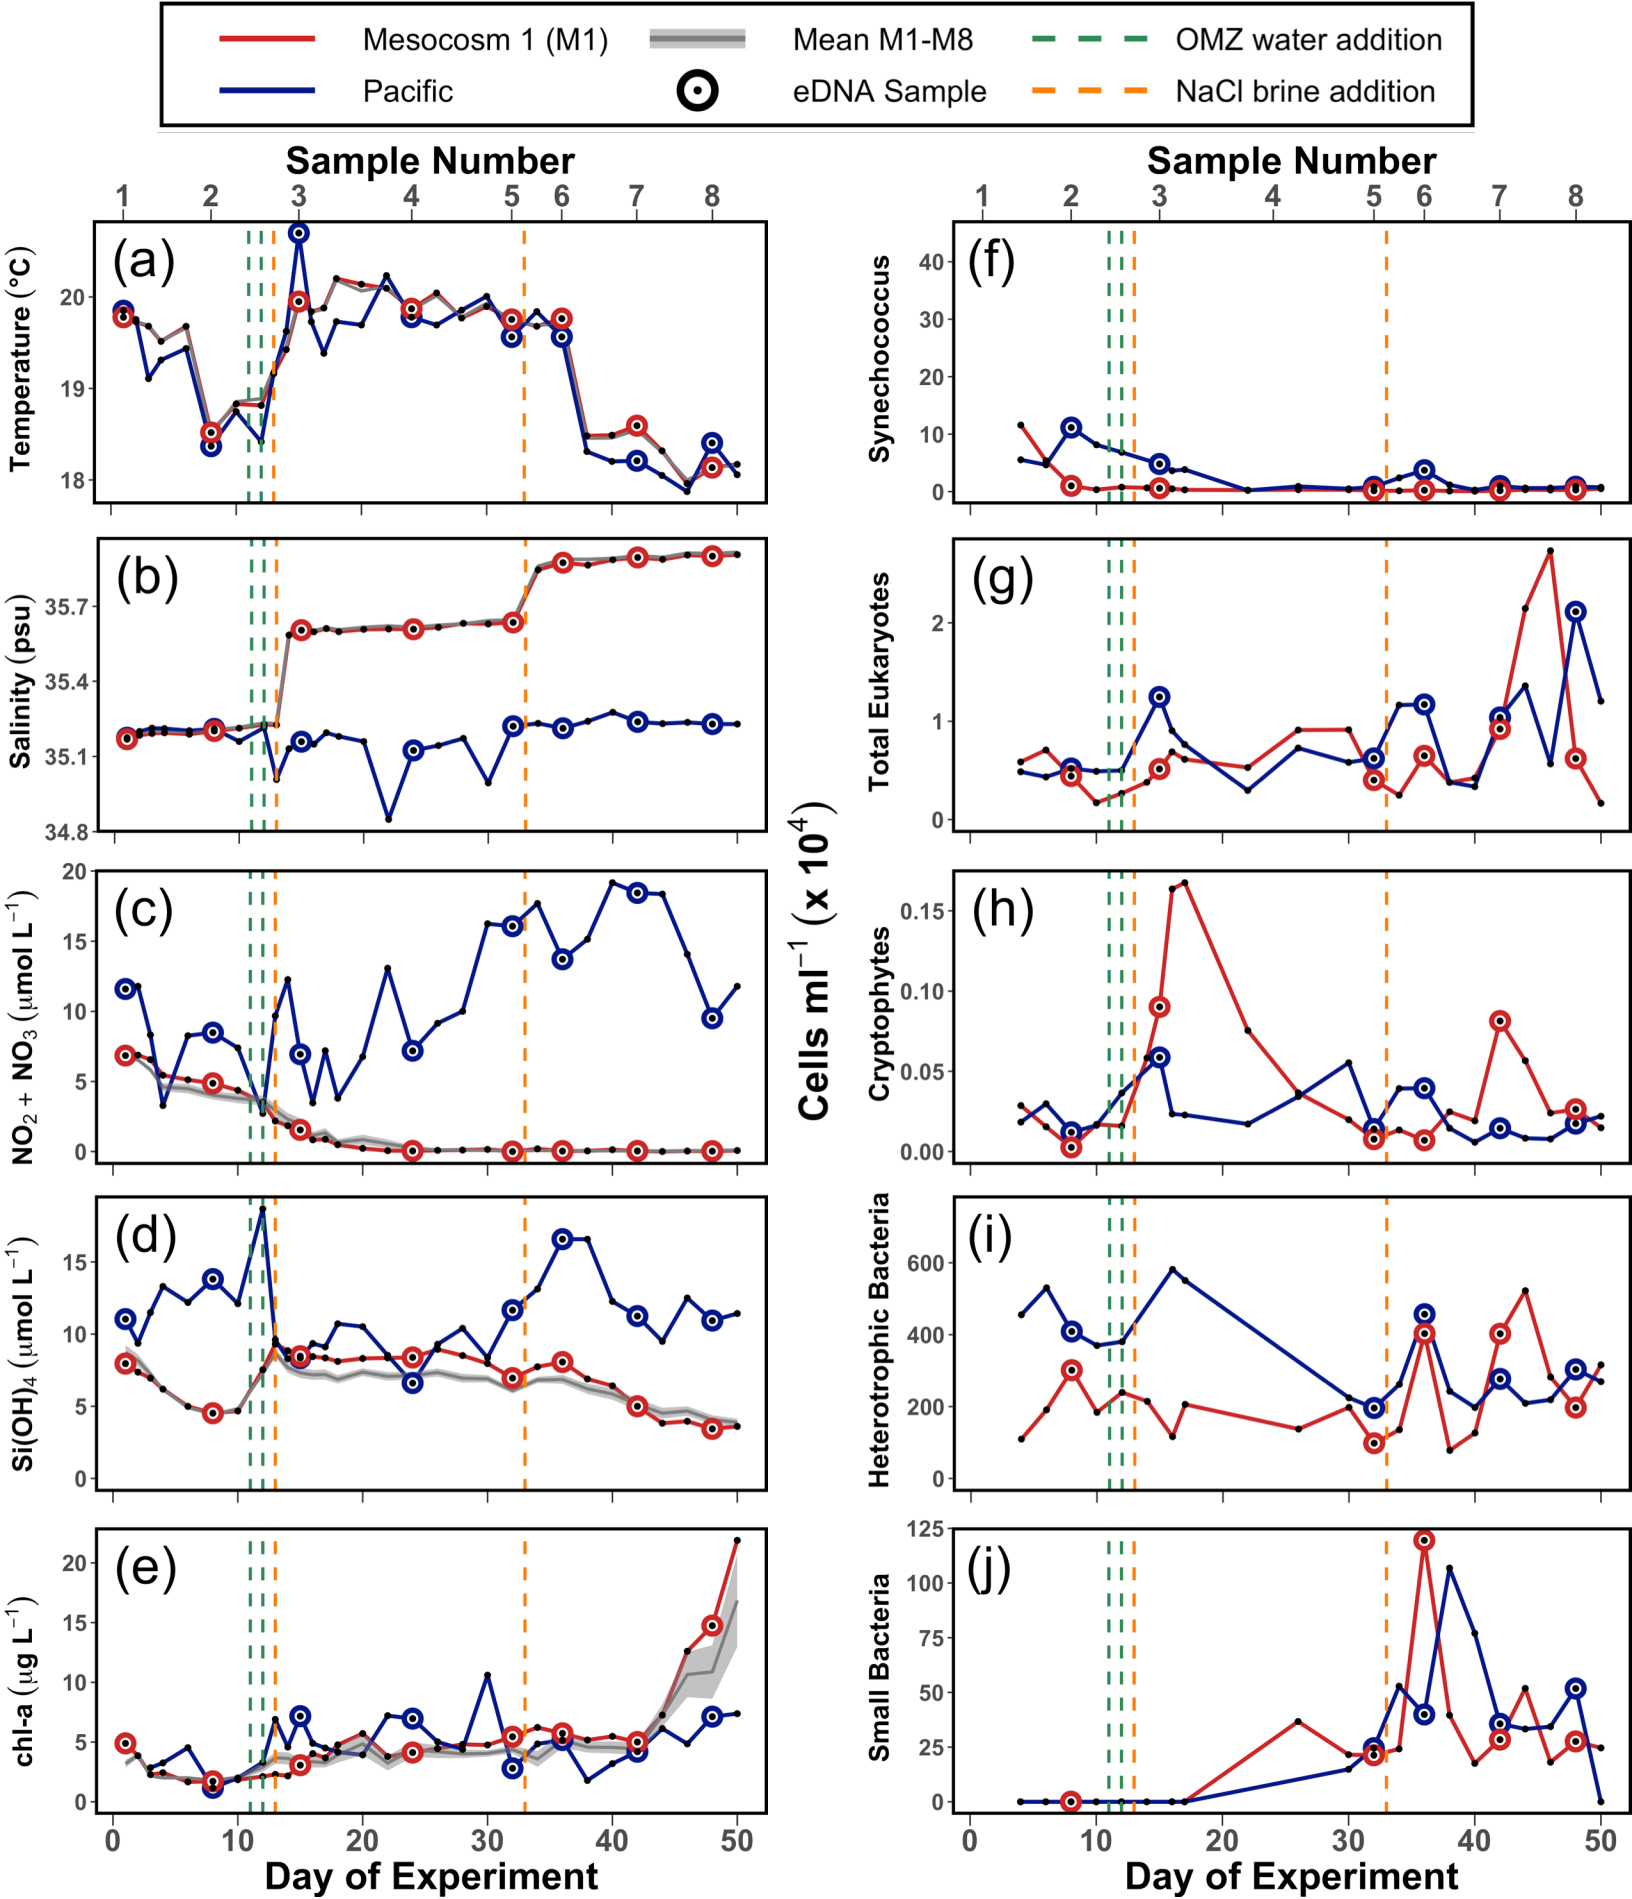 Mesocosm 1 (M1)
Mean M1-M8
OMZ water addition
Pacific
eDNA Sample
NaCl brine addition
Sample Number
1 2 3 4 5 6 7 8
(a)
Temperature (°C)
20
19
18
(b)
Salinity (psu)
35.7
35.4
35.1
34.8
(c)
NO₂ + NO₃ (μmol L⁻¹)
20
15
10
5
0
(d)
Si(OH)₄ (μmol L⁻¹)
15
10
5
0
(e)
chl-a (μg L⁻¹)
20
15
10
5
0
0 10 20 30 40 50
Day of Experiment
Cells ml⁻¹ (x 10⁴)
Sample Number
1 2 3 4 5 6 7 8
(f)
Synechococcus
40
30
20
10
0
(g)
Total Eukaryotes
2
1
0
(h)
Cryptophytes
0.15
0.10
0.05
0.00
(i)
Heterotrophic Bacteria
600
400
200
0
(j)
Small Bacteria
125
100
75
50
25
0
0 10 20 30 40 50
Day of Experiment